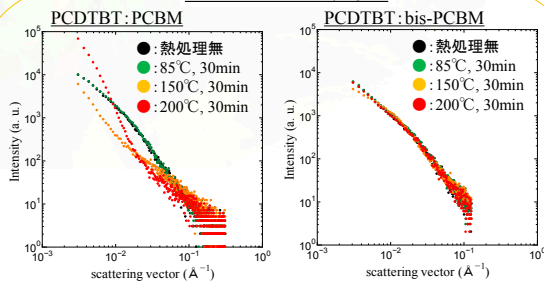 PCDTBT:PCBM
●:熱処理無
●:85℃, 30min
●:150℃, 30min
●:200℃, 30min
Intensity (a. u.)
10⁵
10⁴
10³
10²
10¹
10⁰
10⁻³ 10⁻² 10⁻¹ 10⁰
scattering vector (Å⁻¹)
PCDTBT:bis-PCBM
●:熱処理無
●:85℃, 30min
●:150℃, 30min
●:200℃, 30min
Intensity (a. u.)
10⁵
10⁴
10³
10²
10¹
10⁰
10⁻³ 10⁻² 10⁻¹ 10⁰
scattering vector (Å⁻¹)